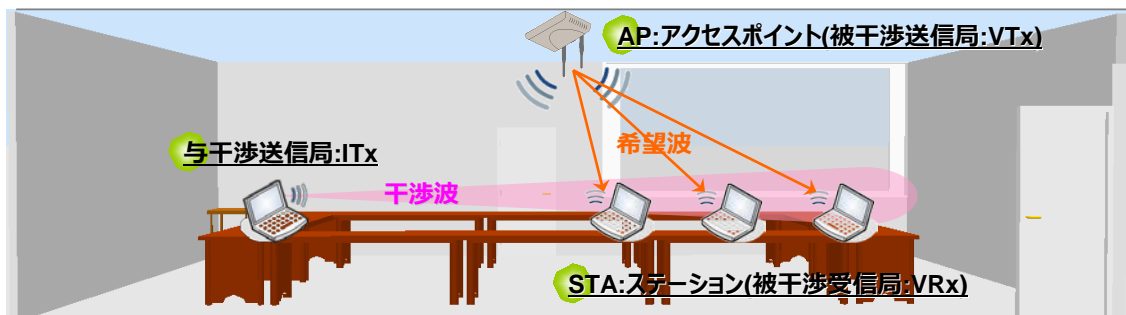 AP:アクセスポイント(被干渉送信局:VTx)
希望波
与干渉送信局:ITx
干渉波
STA:ステーション(被干渉受信局:VRx)